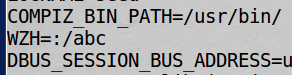 COMPIZ_BIN_PATH=/usr/bin/
WZH=:/abc
DBUS_SESSION_BUS_ADDRESS=u